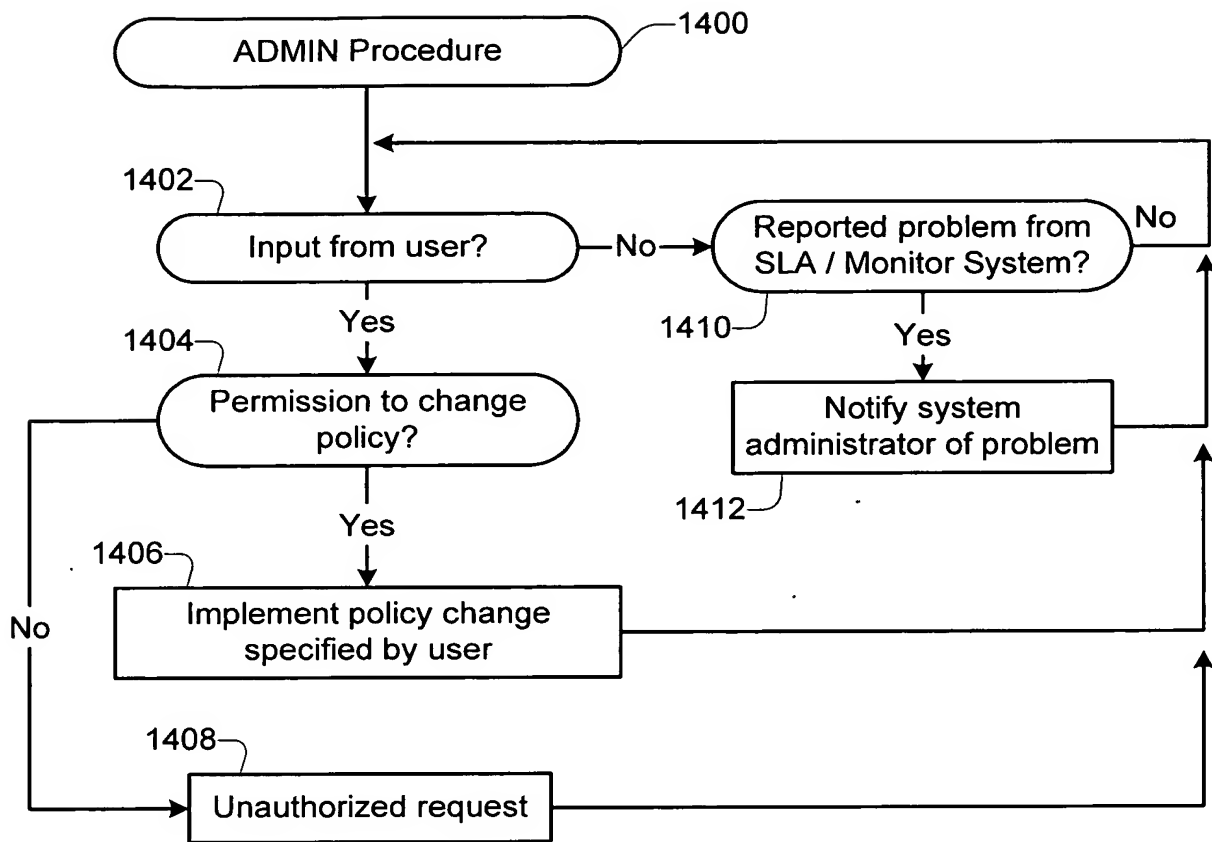 ADMIN Procedure
1400
1402
Input from user?
No
Reported problem from
SLA / Monitor System?
No
1410
Yes
Yes
1404
Permission to change
policy?
Notify system
administrator of problem
1412
Yes
1406
Implement policy change
specified by user
No
1408
Unauthorized request